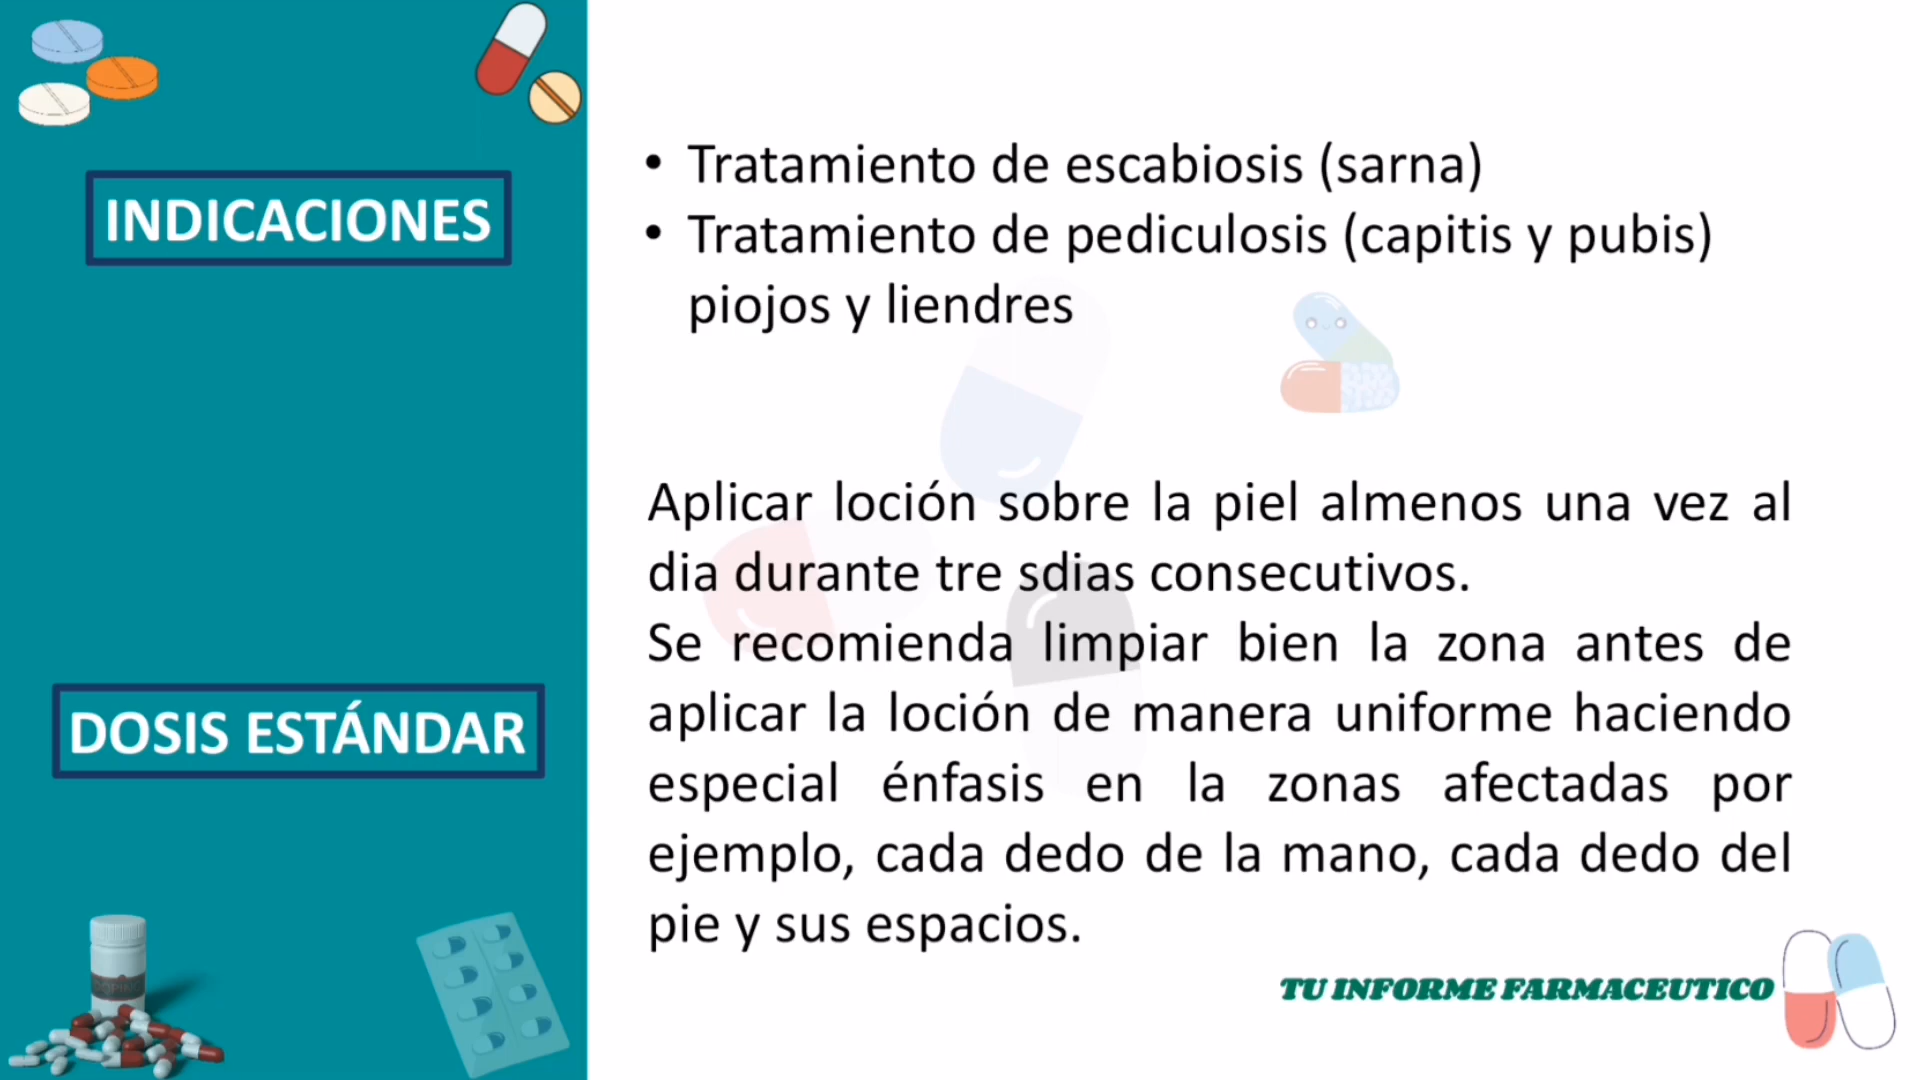 INDICACIONES
• Tratamiento de escabiosis (sarna)
• Tratamiento de pediculosis (capitis y pubis)
piojos y liendres
DOSIS ESTÁNDAR
Aplicar loción sobre la piel almenos una vez al
dia durante tre sdias consecutivos.
Se recomienda limpiar bien la zona antes de
aplicar la loción de manera uniforme haciendo
especial énfasis en la zonas afectadas por
ejemplo, cada dedo de la mano, cada dedo del
pie y sus espacios.
TU INFORME FARMACEUTICO